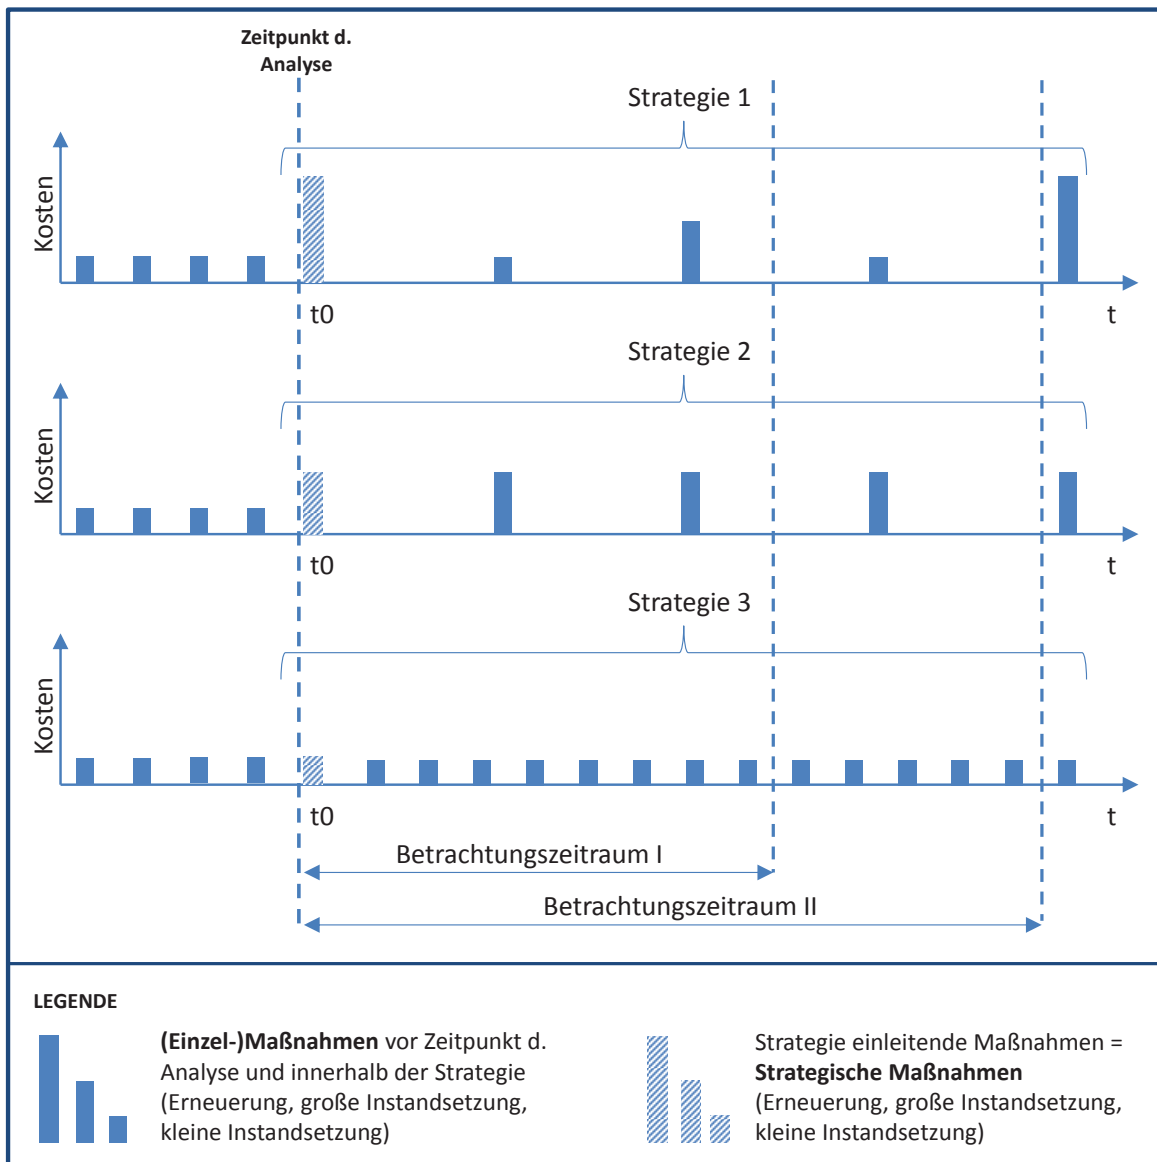 Zeitpunkt d.
Analyse
Strategie 1
Kosten
t0
t
Strategie 2
Kosten
t0
t
Strategie 3
Kosten
t0
t
Betrachtungszeitraum I
Betrachtungszeitraum II
LEGENDE
(Einzel-)Maßnahmen vor Zeitpunkt d.
Analyse und innerhalb der Strategie
(Erneuerung, große Instandsetzung,
kleine Instandsetzung)
Strategie einleitende Maßnahmen =
Strategische Maßnahmen
(Erneuerung, große Instandsetzung,
kleine Instandsetzung)